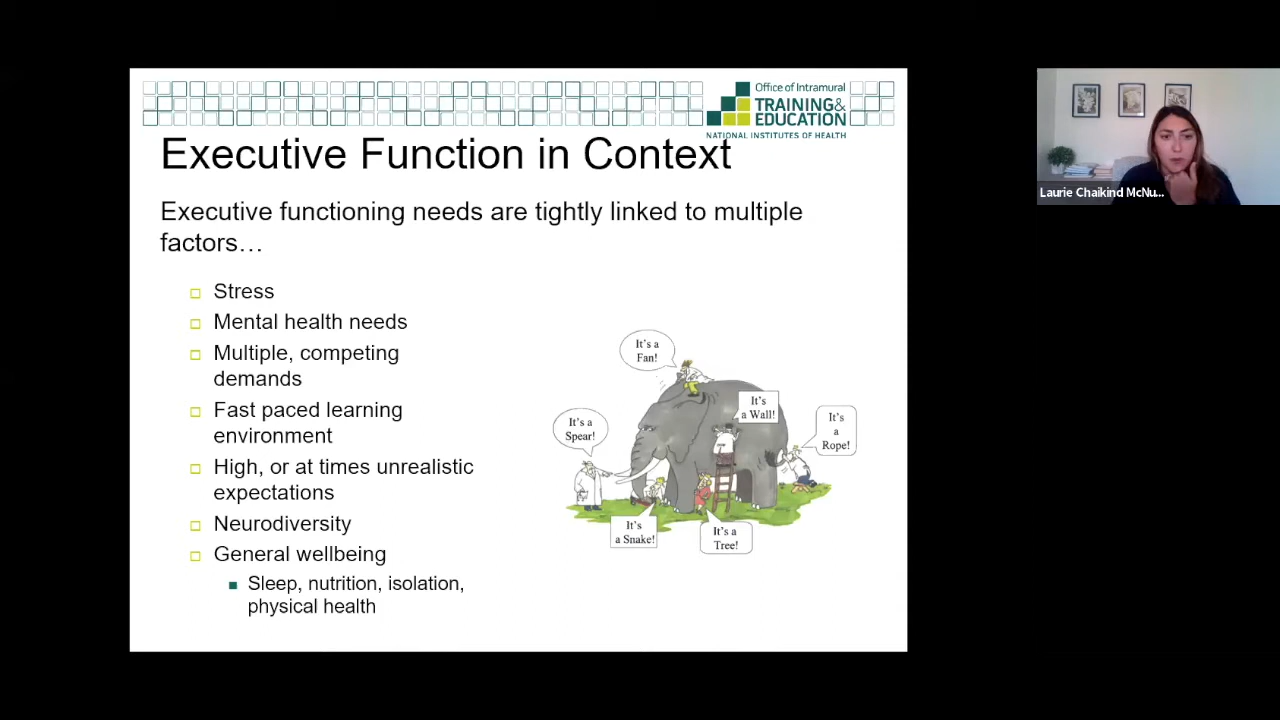 Office of Intramural
TRAINING&
EDUCATION
NATIONAL INSTITUTES OF HEALTH
Executive Function in Context
Executive functioning needs are tightly linked to multiple
factors…
Stress
Mental health needs
Multiple, competing
demands
Fast paced learning
environment
High, or at times unrealistic
expectations
Neurodiversity
General wellbeing
Sleep, nutrition, isolation,
physical health
It's a
Fan!
It's
a Wall!
It's a
Spear!
It's
a
Rope!
It's
a Snake!
It's a
Tree!
Laurie Chaikind McNu...